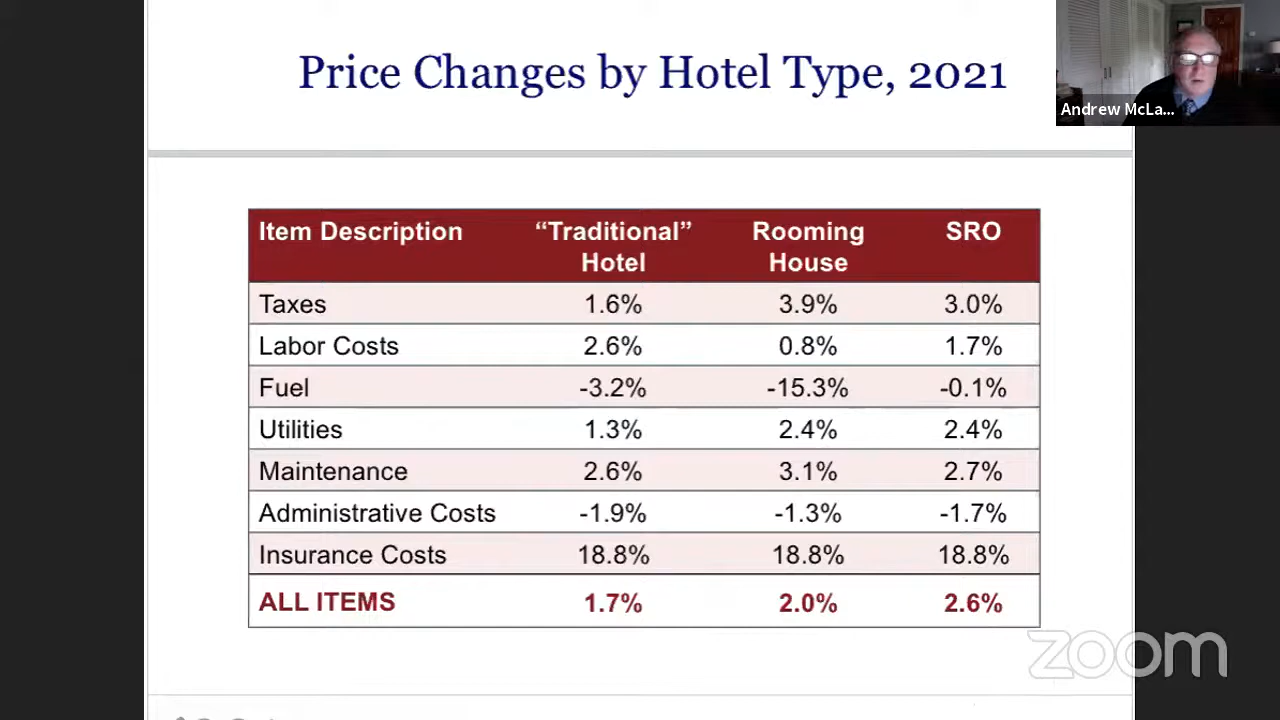 Price Changes by Hotel Type, 2021
Andrew McLa...
Item Description “Traditional” Hotel Rooming House SRO
Taxes 1.6% 3.9% 3.0%
Labor Costs 2.6% 0.8% 1.7%
Fuel -3.2% -15.3% -0.1%
Utilities 1.3% 2.4% 2.4%
Maintenance 2.6% 3.1% 2.7%
Administrative Costs -1.9% -1.3% -1.7%
Insurance Costs 18.8% 18.8% 18.8%
ALL ITEMS 1.7% 2.0% 2.6%
zoom